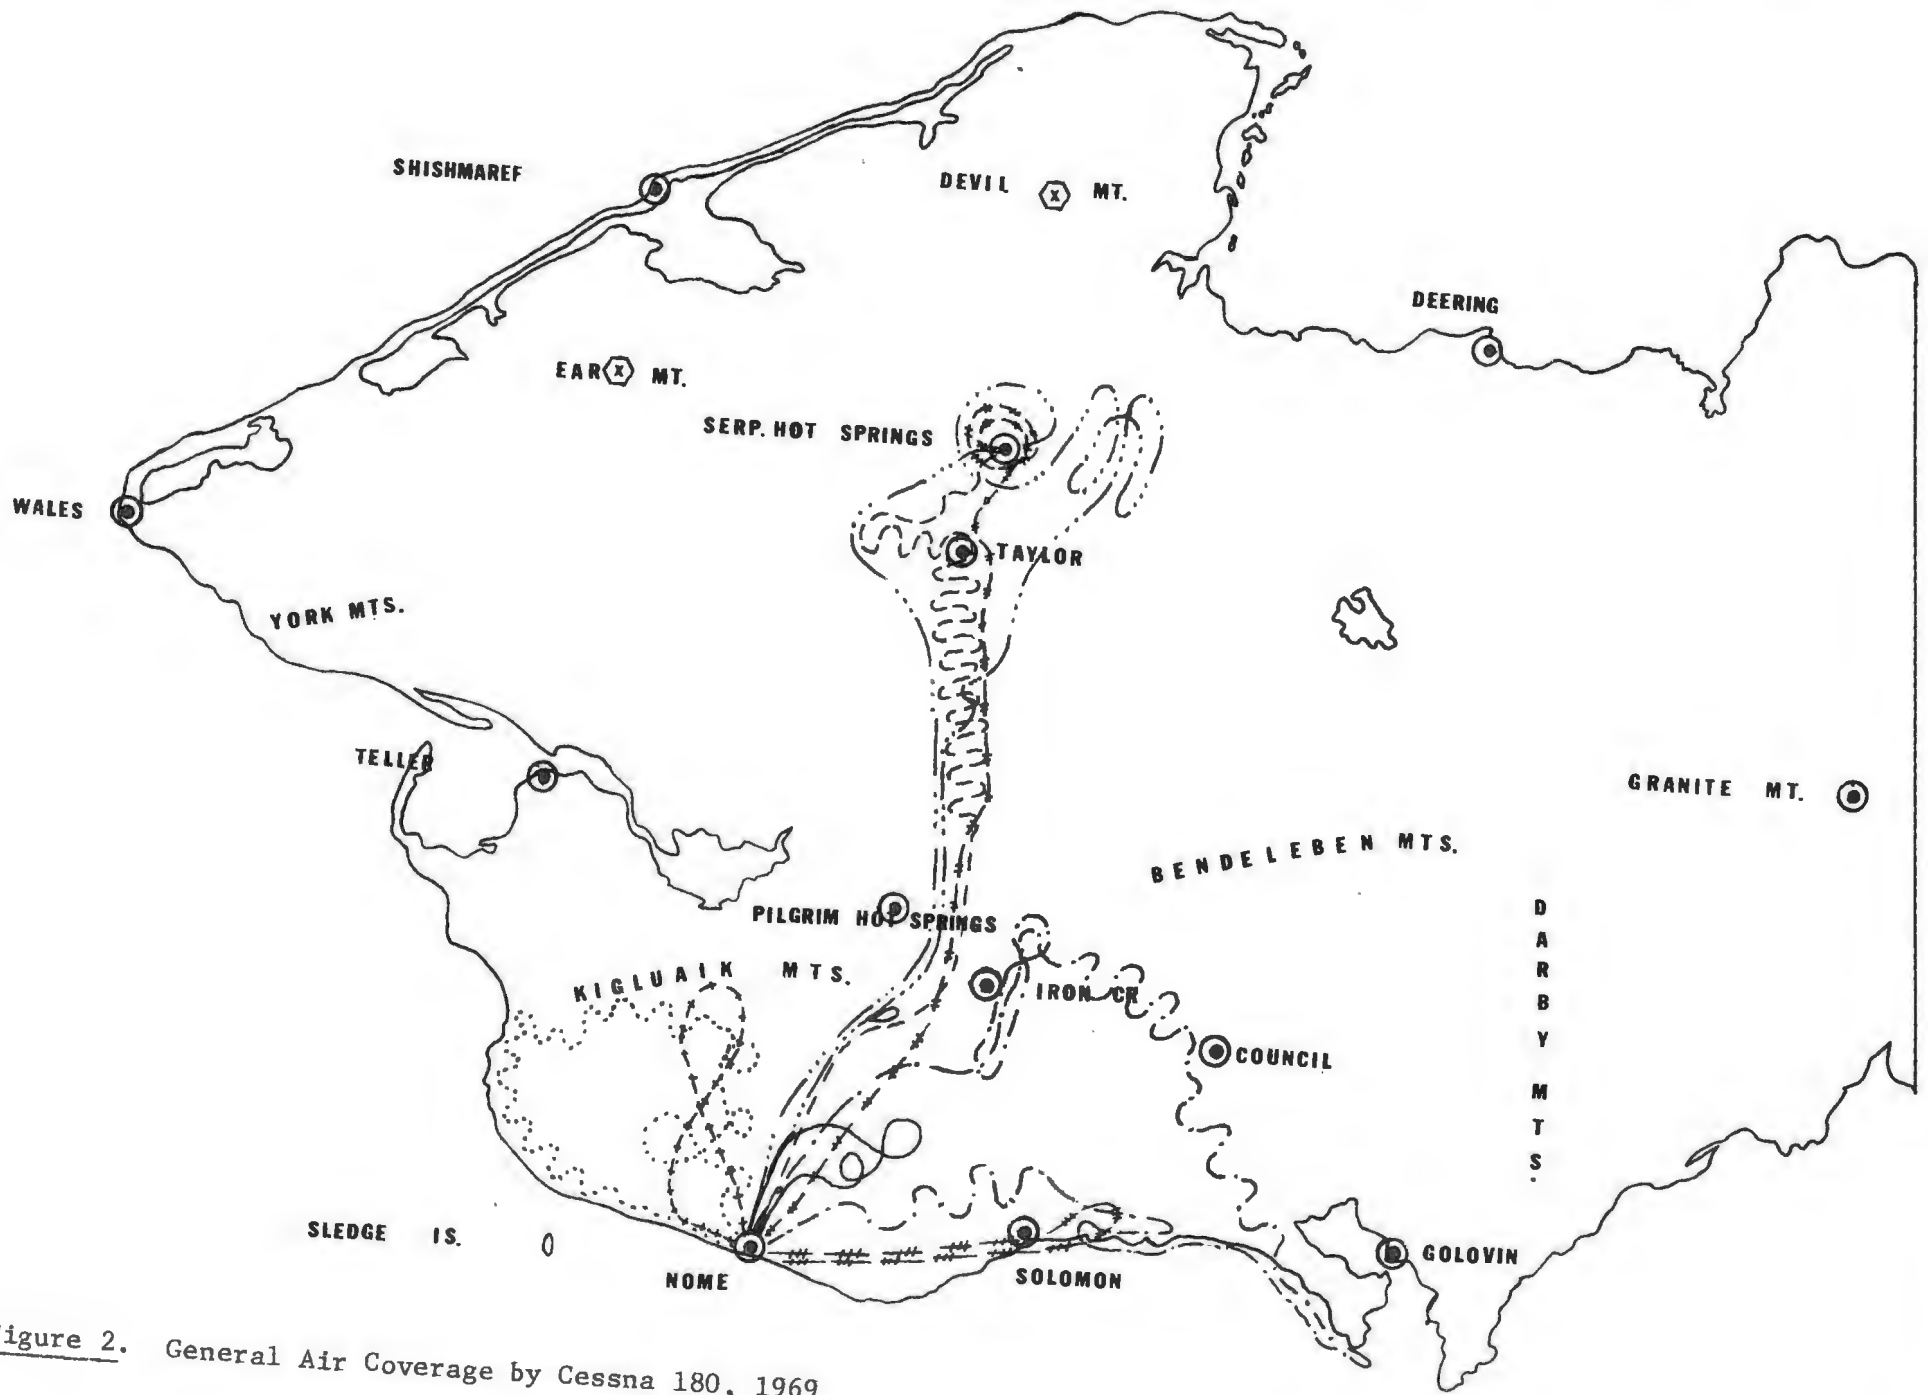 SHISHMAREF
DEVIL MT.
DEERING
EAR MT.
SERP. HOT SPRINGS
WALES
TAYLOR
YORK MTS.
TELLER
GRANITE MT.
BENDELEBEN MTS.
DARBY MTS.
PILGRIM HOT SPRINGS
KIGLUAIK MTS.
IRON CR
COUNCIL
SLEDGE IS.
NOME
SOLOMON
GOLOVIN
igure 2. General Air Coverage by Cessna 180, 1969